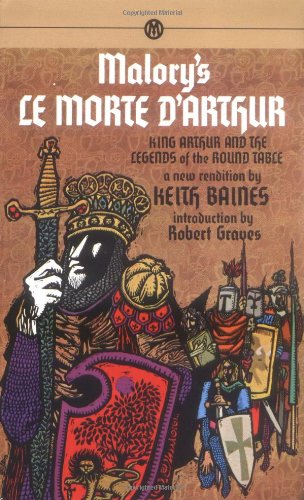 M
Malory's
LE MORTE D'ARTHUR
KING ARTHUR AND THE
LEGENDS of the ROUND TABLE
a new rendition by
KEITH BAINES
introduction by
Robert Graves